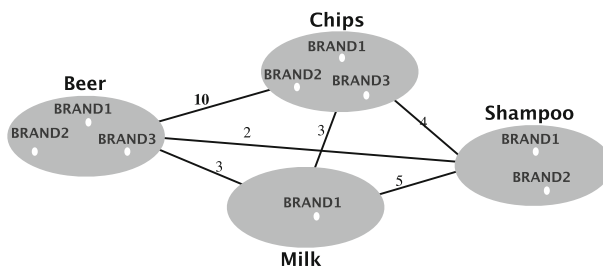 Chips
BRAND1
BRAND2
BRAND3
Beer
BRAND1
BRAND2
BRAND3
10
4
3
2
3
5
Shampoo
BRAND1
BRAND2
BRAND1
Milk